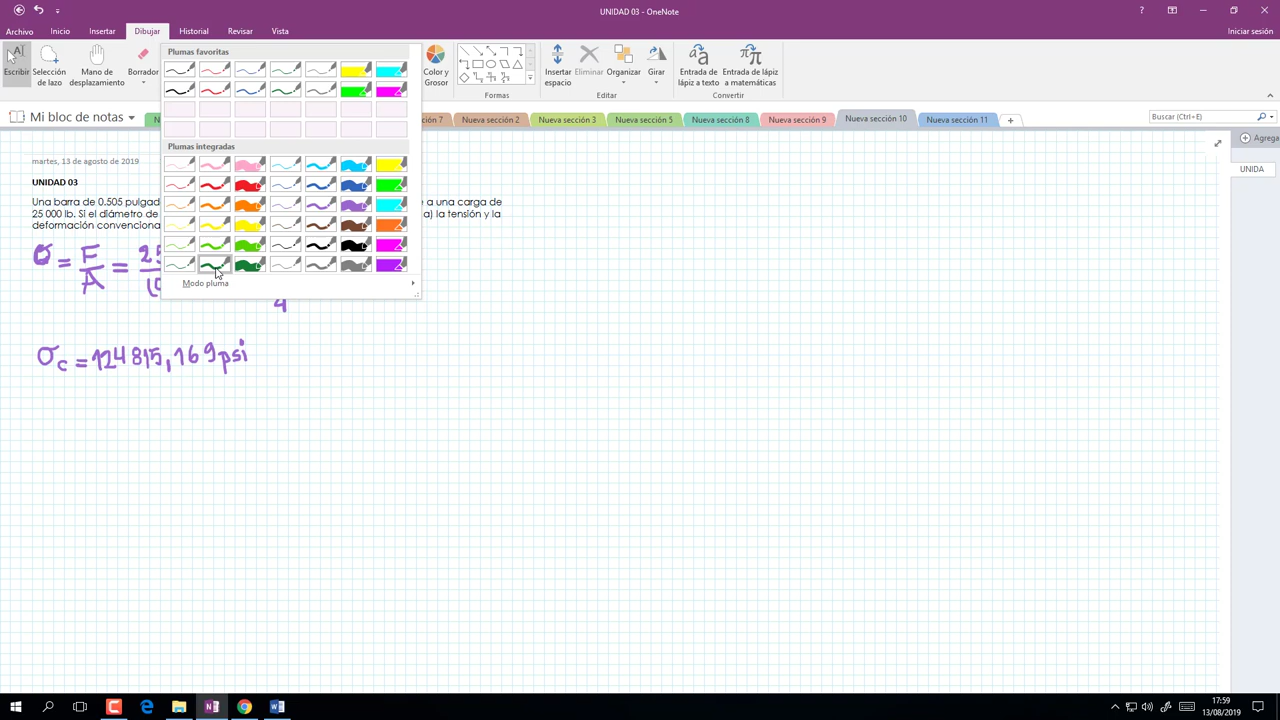 UNIDAD 03 - OneNote
Archivo Inicio Insertar Dibujar Historial Revisar Vista Iniciar sesión
Escribir Selección de lazo Mano de desplazamiento Borrador
Plumas favoritas
Plumas integradas
Modo pluma
Color y Grosor
Formas
Insertar espacio Eliminar Organizar Girar
Editar
Entrada de lápiz a texto Entrada de lápiz a matemáticas
Convertir
Mi bloc de notas
7 Nueva sección 2 Nueva sección 3 Nueva sección 5 Nueva sección 8 Nueva sección 9 Nueva sección 10 Nueva sección 11
Buscar (Ctrl+E)
Agrega
UNIDA
martes, 13 de agosto de 2019
UNIDAD 03
Una barra de 0.505 pulgad e a una carga de
25 000 lb. Si el diámetro de a) la tensión y la
deformación convenciona
σ = F/A = 25
4
σc = 124 815,169 psi
17:59
13/08/2019